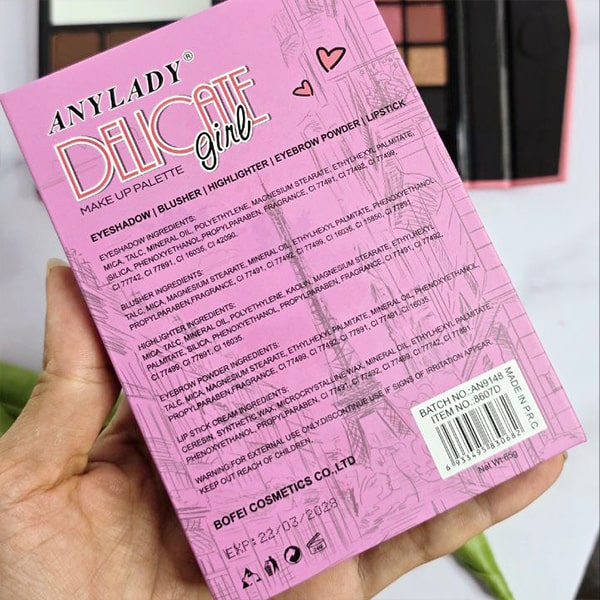 ANYLADY®
DELICATE
girl
MAKE UP PALETTE
EYESHADOW | BLUSHER | HIGHLIGHTER | EYEBROW POWDER | LIPSTICK
EYESHADOW INGREDIENTS:
MICA, TALC, MINERAL OIL, POLYETHYLENE, MAGNESIUM STEARATE, ETHYLHEXYL PALMITATE,
SILICA, PHENOXYETHANOL, PROPYLPARABEN, FRAGRANCE, CI 77491, CI 77492, CI 77499,
CI 77742, CI 77891, CI 16035, CI 42090.
BLUSHER INGREDIENTS:
TALC, MICA, MAGNESIUM STEARATE, MINERAL OIL, ETHYLHEXYL PALMITATE, PHENOXYETHANOL,
PROPYLPARABEN,FRAGRANCE, CI 77491, CI 77492, CI 77499, CI 16035, CI 15850, CI 77891
HIGHLIGHTER INGREDIENTS:
MICA, TALC, MINERAL OIL, POLYETHYLENE, KAOLIN, MAGNESIUM STEARATE, ETHYLHEXYL
PALMITATE, SILICA, PHENOXYETHANOL, PROPYLPARABEN, FRAGRANCE, CI 77491, CI 77492,
CI 77499, CI 77891, CI 16035.
EYEBROW POWDER INGREDIENTS:
TALC, MICA, MAGNESIUM STEARATE, ETHYLHEXYL PALMITATE, MINERAL OIL, PHENOXYETHANOL,
PROPYLPARABEN,FRAGRANCE, CI 77499, CI 77492, CI 77491, CI 16035.
LIP STICK CREAM INGREDIENTS:
CERESIN, SYNTHETIC WAX, MICROCRYSTALLINE WAX, MINERAL OIL, ETHYLHEXYL PALMITATE,
PHENOXYETHANOL, PROPYLPARABEN, CI 77491, CI 77492, CI 77499, CI 77742, CI 77891
WARNING:FOR EXTERNAL USE ONLY,DISCONTINUE USE IF SIGNS OF IRRITATION APPEAR.
KEEP OUT REACH OF CHILDREN.
BOFEI COSMETICS CO.,LTD
EXP:22/03/2028
BATCH NO.:AN9148
ITEM NO.:8607D
6 933495 830682
MADE IN P.R.C
Net Wt:65g